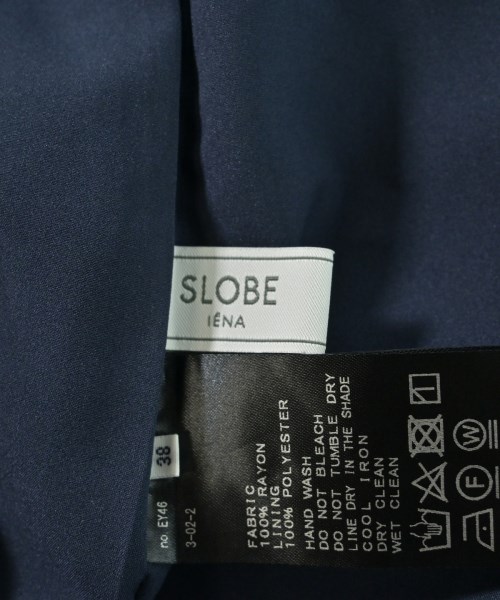 SLOBE
IÉNA
38
no. EY46
3-02-2
FABRIC
100% RAYON
LINING
100% POLYESTER
HAND WASH
DO NOT BLEACH
DO NOT TUMBLE DRY
LINE DRY IN THE SHADE
COOL IRON
DRY CLEAN
WET CLEAN
F
W